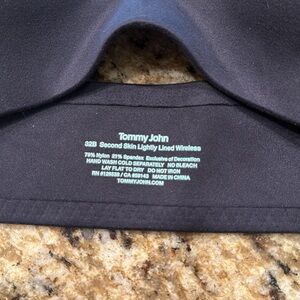 Tommy John
32B Second Skin Lightly Lined Wireless
79% Nylon 21% Spandex Exclusive of Decoration
HAND WASH COLD SEPARATELY NO BLEACH
LAY FLAT TO DRY DO NOT IRON
RN #128539 / CA #59143 MADE IN CHINA
TOMMYJOHN.COM